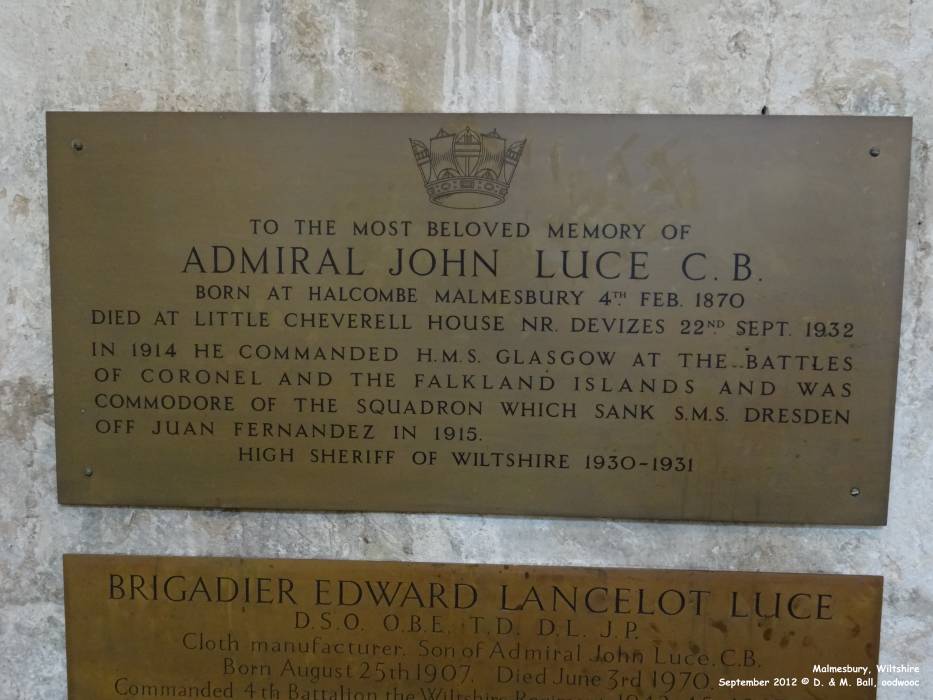 TO THE MOST BELOVED MEMORY OF
ADMIRAL JOHN LUCE C.B.
BORN AT HALCOMBE MALMESBURY 4TH FEB. 1870
DIED AT LITTLE CHEVERELL HOUSE NR. DEVIZES 22ND SEPT. 1932
IN 1914 HE COMMANDED H.M.S. GLASGOW AT THE BATTLES
OF CORONEL AND THE FALKLAND ISLANDS AND WAS
COMMODORE OF THE SQUADRON WHICH SANK S.M.S. DRESDEN
OFF JUAN FERNANDEZ IN 1915.
HIGH SHERIFF OF WILTSHIRE 1930-1931
BRIGADIER EDWARD LANCELOT LUCE
D.S.O. O.B.E. T.D. D.L. J.P.
Cloth manufacturer. Son of Admiral John Luce. C.B.
Born August 25th 1907. Died June 3rd 1970.
Commanded 4th Battalion the Wiltshire Regiment
Malmesbury, Wiltshire
September 2012 © D. & M. Ball, oodwooc